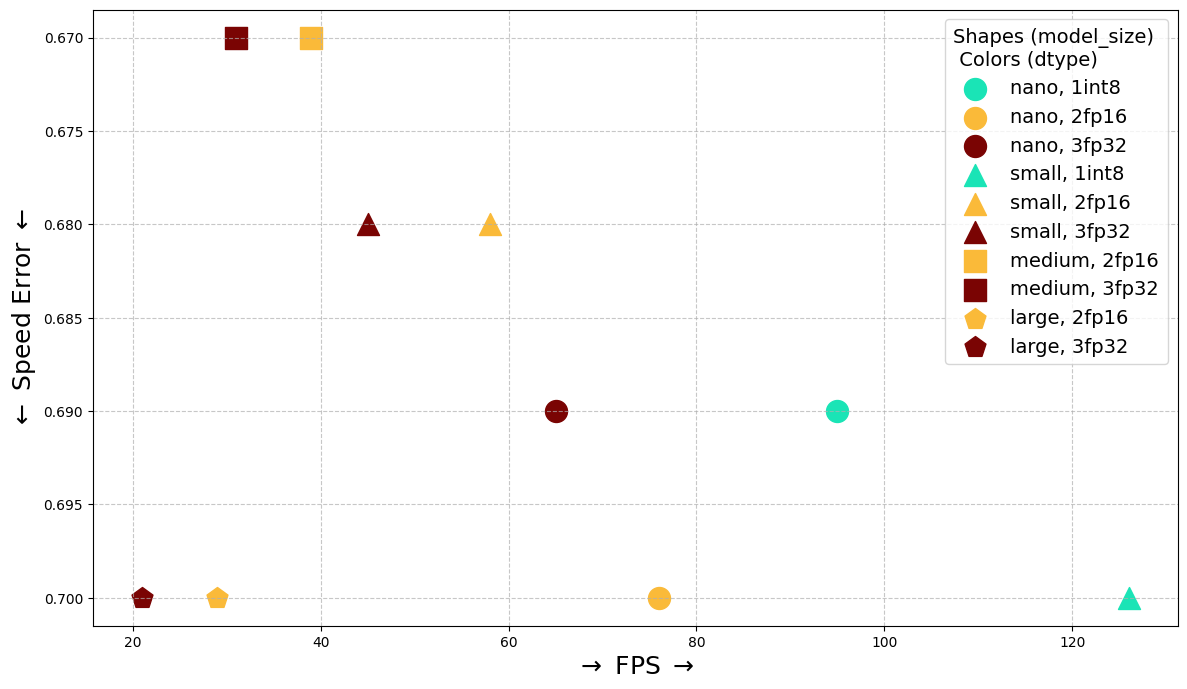 0.670
0.675
0.680
0.685
0.690
0.695
0.700
← Speed Error ←
20
40
60
80
100
120
→ FPS →
Shapes (model_size)
Colors (dtype)
nano, 1int8
nano, 2fp16
nano, 3fp32
small, 1int8
small, 2fp16
small, 3fp32
medium, 2fp16
medium, 3fp32
large, 2fp16
large, 3fp32